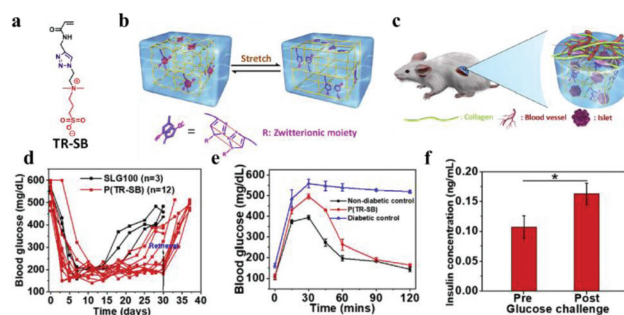 a
b
c
TR-SB
Stretch
R: Zwitterionic moiety
: Collagen : Blood vessel : Islet
d
e
f
SLG100 (n=3)
P(TR-SB) (n=12)
Retrieval
Blood glucose (mg/dL)
600
500
400
300
200
100
0 5 10 15 20 25 30 35 40
Time (days)
Non-diabetic control
P(TR-SB)
Diabetic control
Blood glucose (mg/dL)
600
500
400
300
200
100
0 15 30 45 60 90 120
Time (mins)
*
Insulin concentration (ng/mL)
0.20
0.15
0.10
0.05
0.00
Pre Post
Glucose challenge